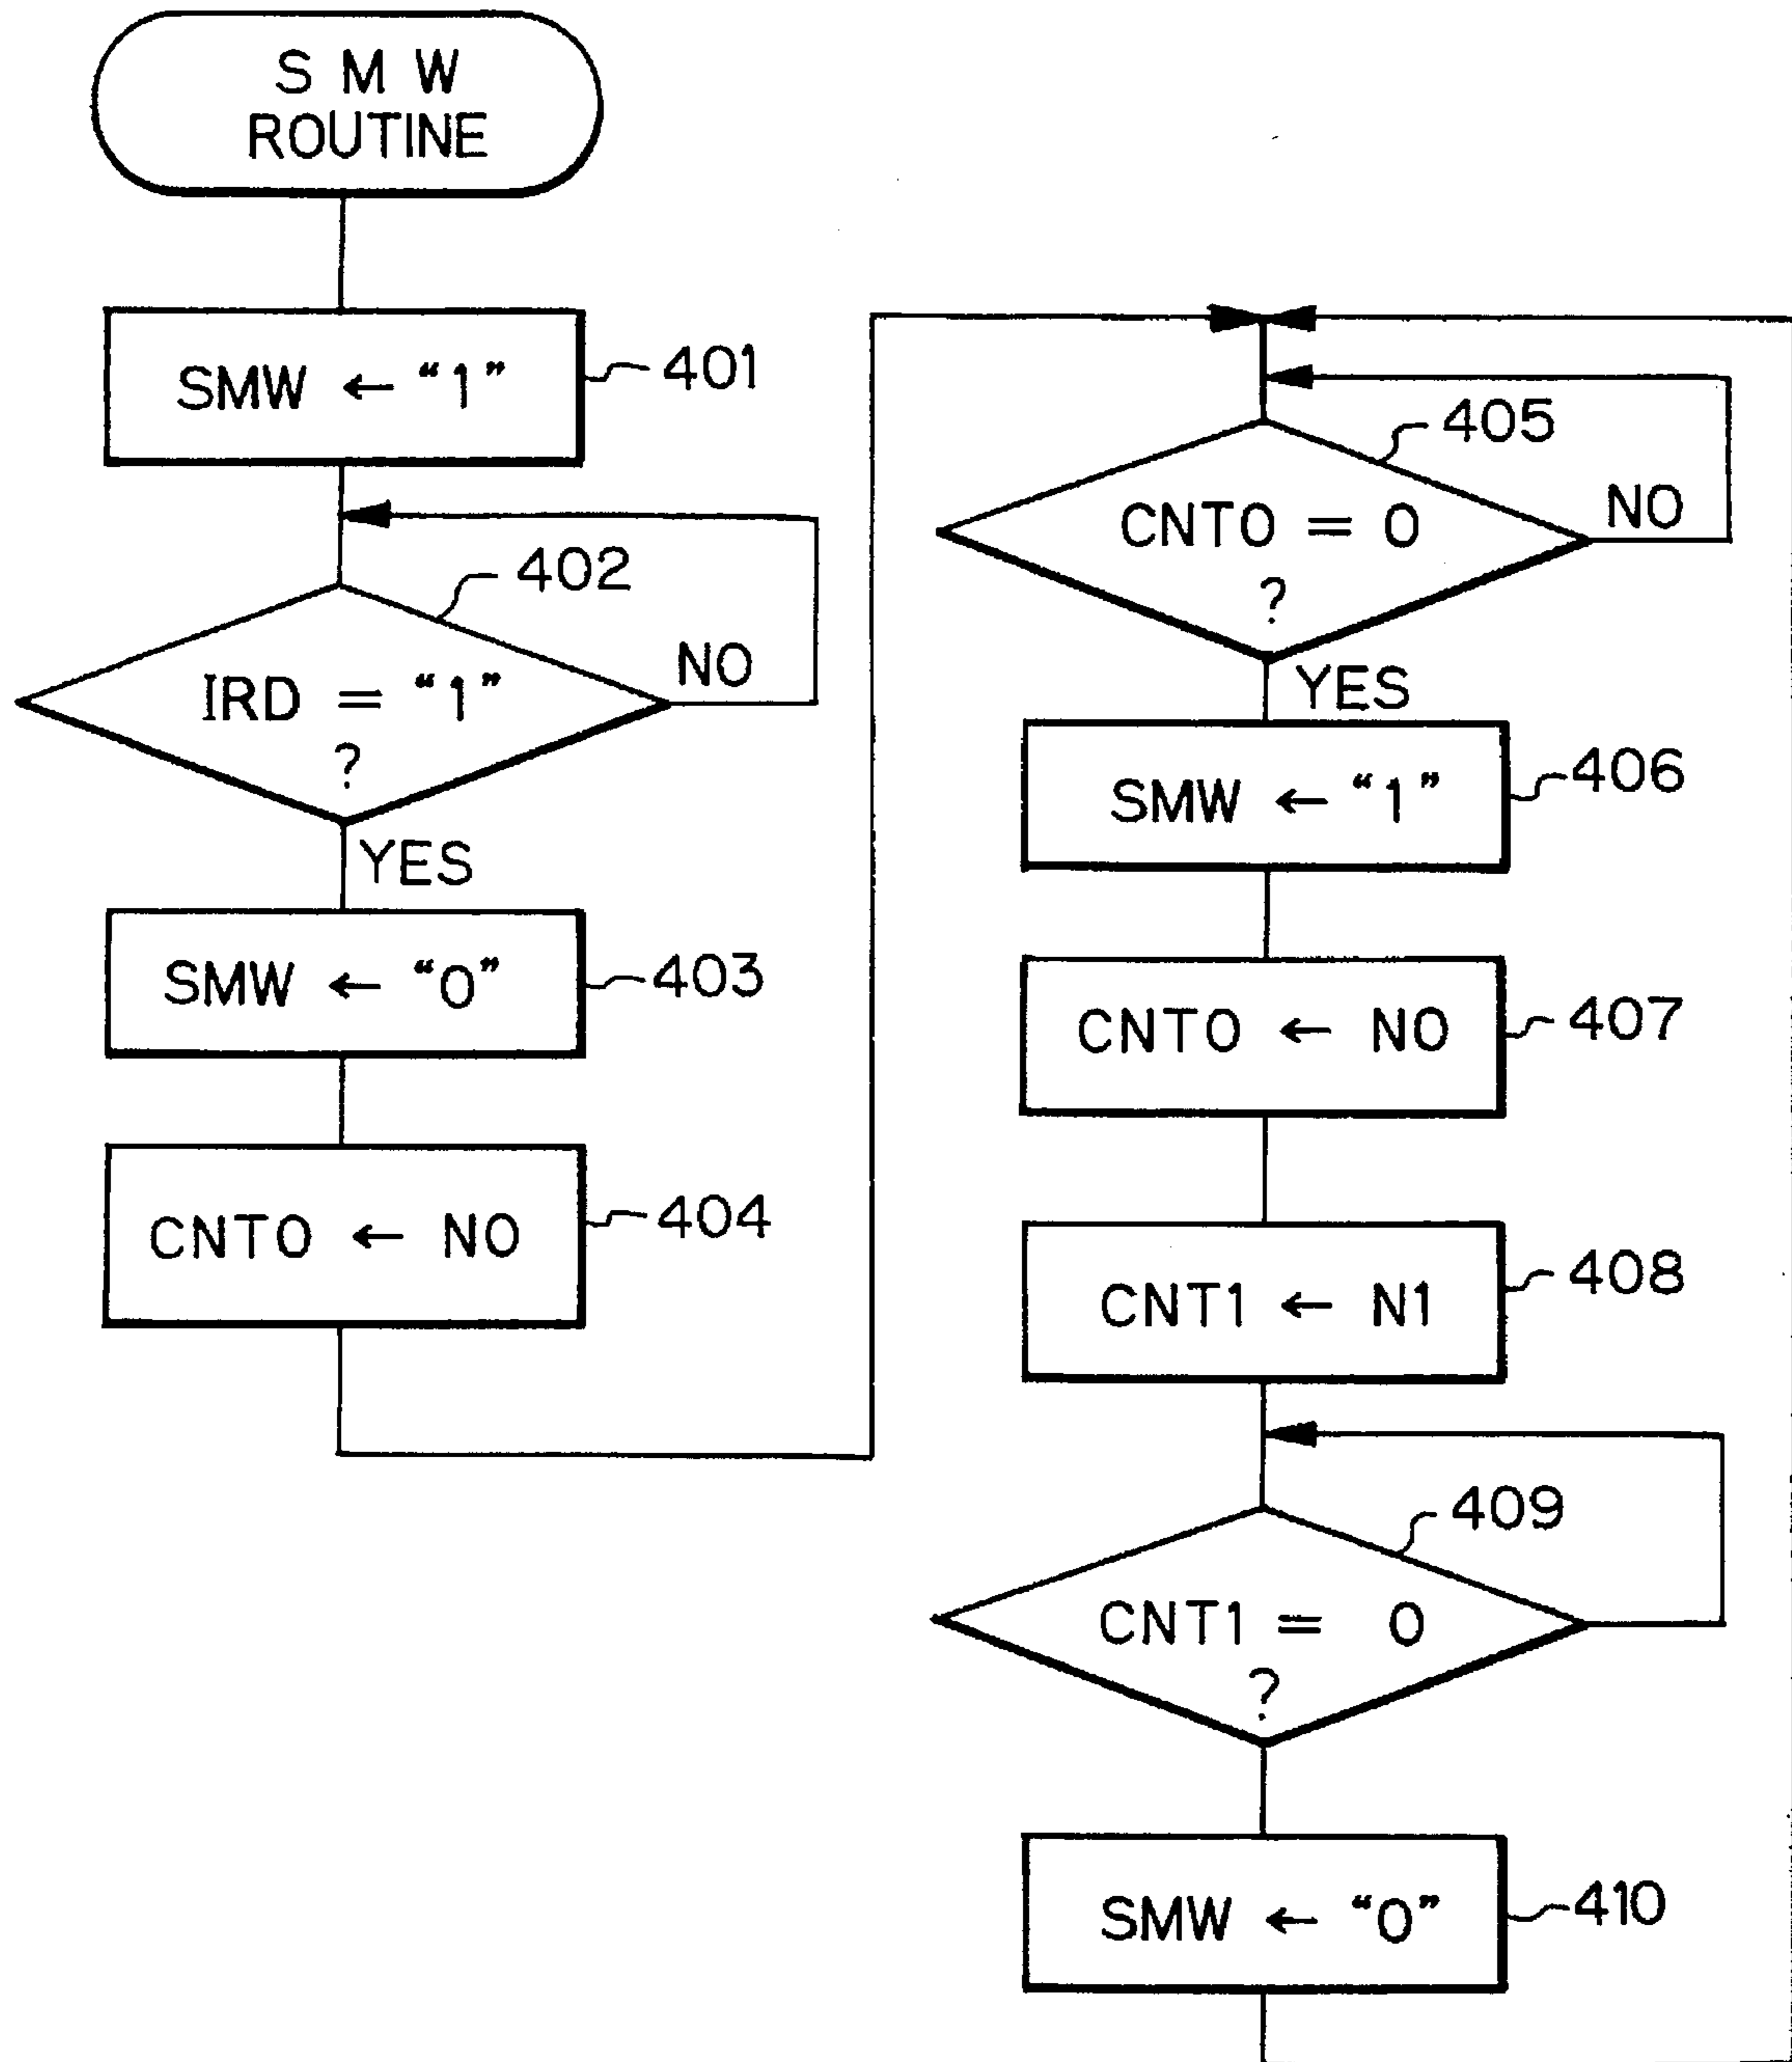 S M W
ROUTINE
SMW ← “1”
401
402
IRD = “1”
?
NO
YES
SMW ← “0”
403
CNT0 ← N0
404
405
CNT0 = 0
?
NO
YES
SMW ← “1”
406
CNT0 ← N0
407
CNT1 ← N1
408
409
CNT1 = 0
?
SMW ← “0”
410